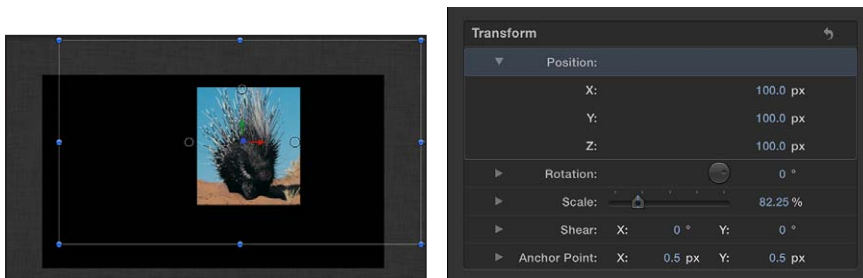 Transform
Position:
X: 100.0 px
Y: 100.0 px
Z: 100.0 px
Rotation: 0 °
Scale: 82.25 %
Shear: X: 0 ° Y: 0 °
Anchor Point: X: 0.5 px Y: 0.5 px